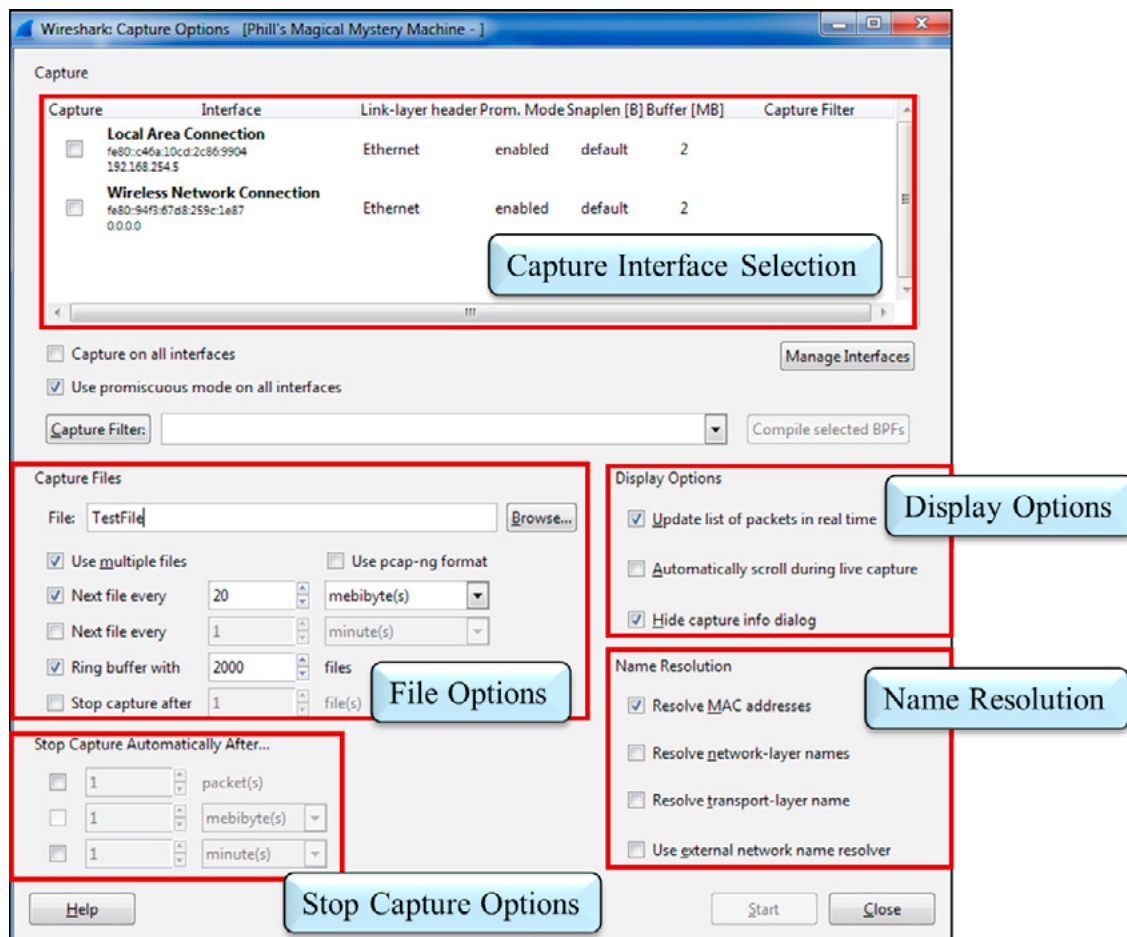 Wireshark: Capture Options [Phill's Magical Mystery Machine - ]
Capture
Capture Interface Link-layer header Prom. Mode Snaplen [B] Buffer [MB] Capture Filter
Local Area Connection
fe80::c46a:10cd:2c86:9904
192.168.254.5
Ethernet enabled default 2
Wireless Network Connection
fe80::94f3:67d8:259c:1e87
0.0.0.0
Ethernet enabled default 2
Capture Interface Selection
Capture on all interfaces
Manage Interfaces
Use promiscuous mode on all interfaces
Capture Filter:
Compile selected BPFs
Capture Files
File: TestFile
Browse...
Use multiple files
Use pcap-ng format
Next file every 20 mebibyte(s)
Next file every 1 minute(s)
Ring buffer with 2000 files
Stop capture after 1 file(s)
File Options
Display Options
Display Options
Update list of packets in real time
Automatically scroll during live capture
Hide capture info dialog
Name Resolution
Name Resolution
Resolve MAC addresses
Resolve network-layer names
Resolve transport-layer name
Use external network name resolver
Stop Capture Automatically After...
1 packet(s)
1 mebibyte(s)
1 minute(s)
Stop Capture Options
Help
Start
Close